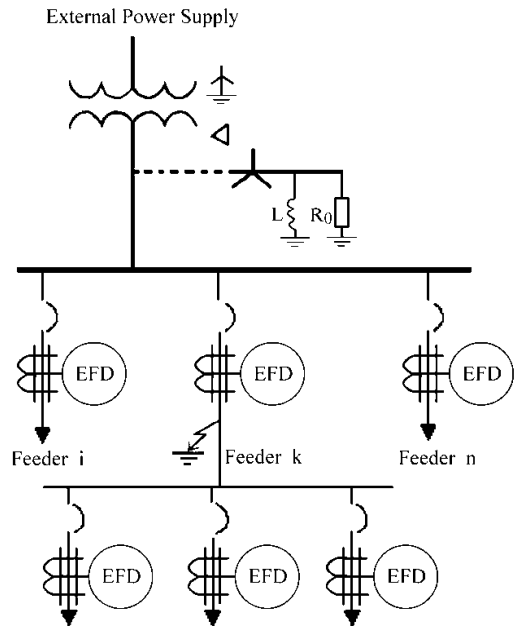 External Power Supply
L
R0
EFD
EFD
EFD
Feeder i
Feeder k
Feeder n
EFD
EFD
EFD